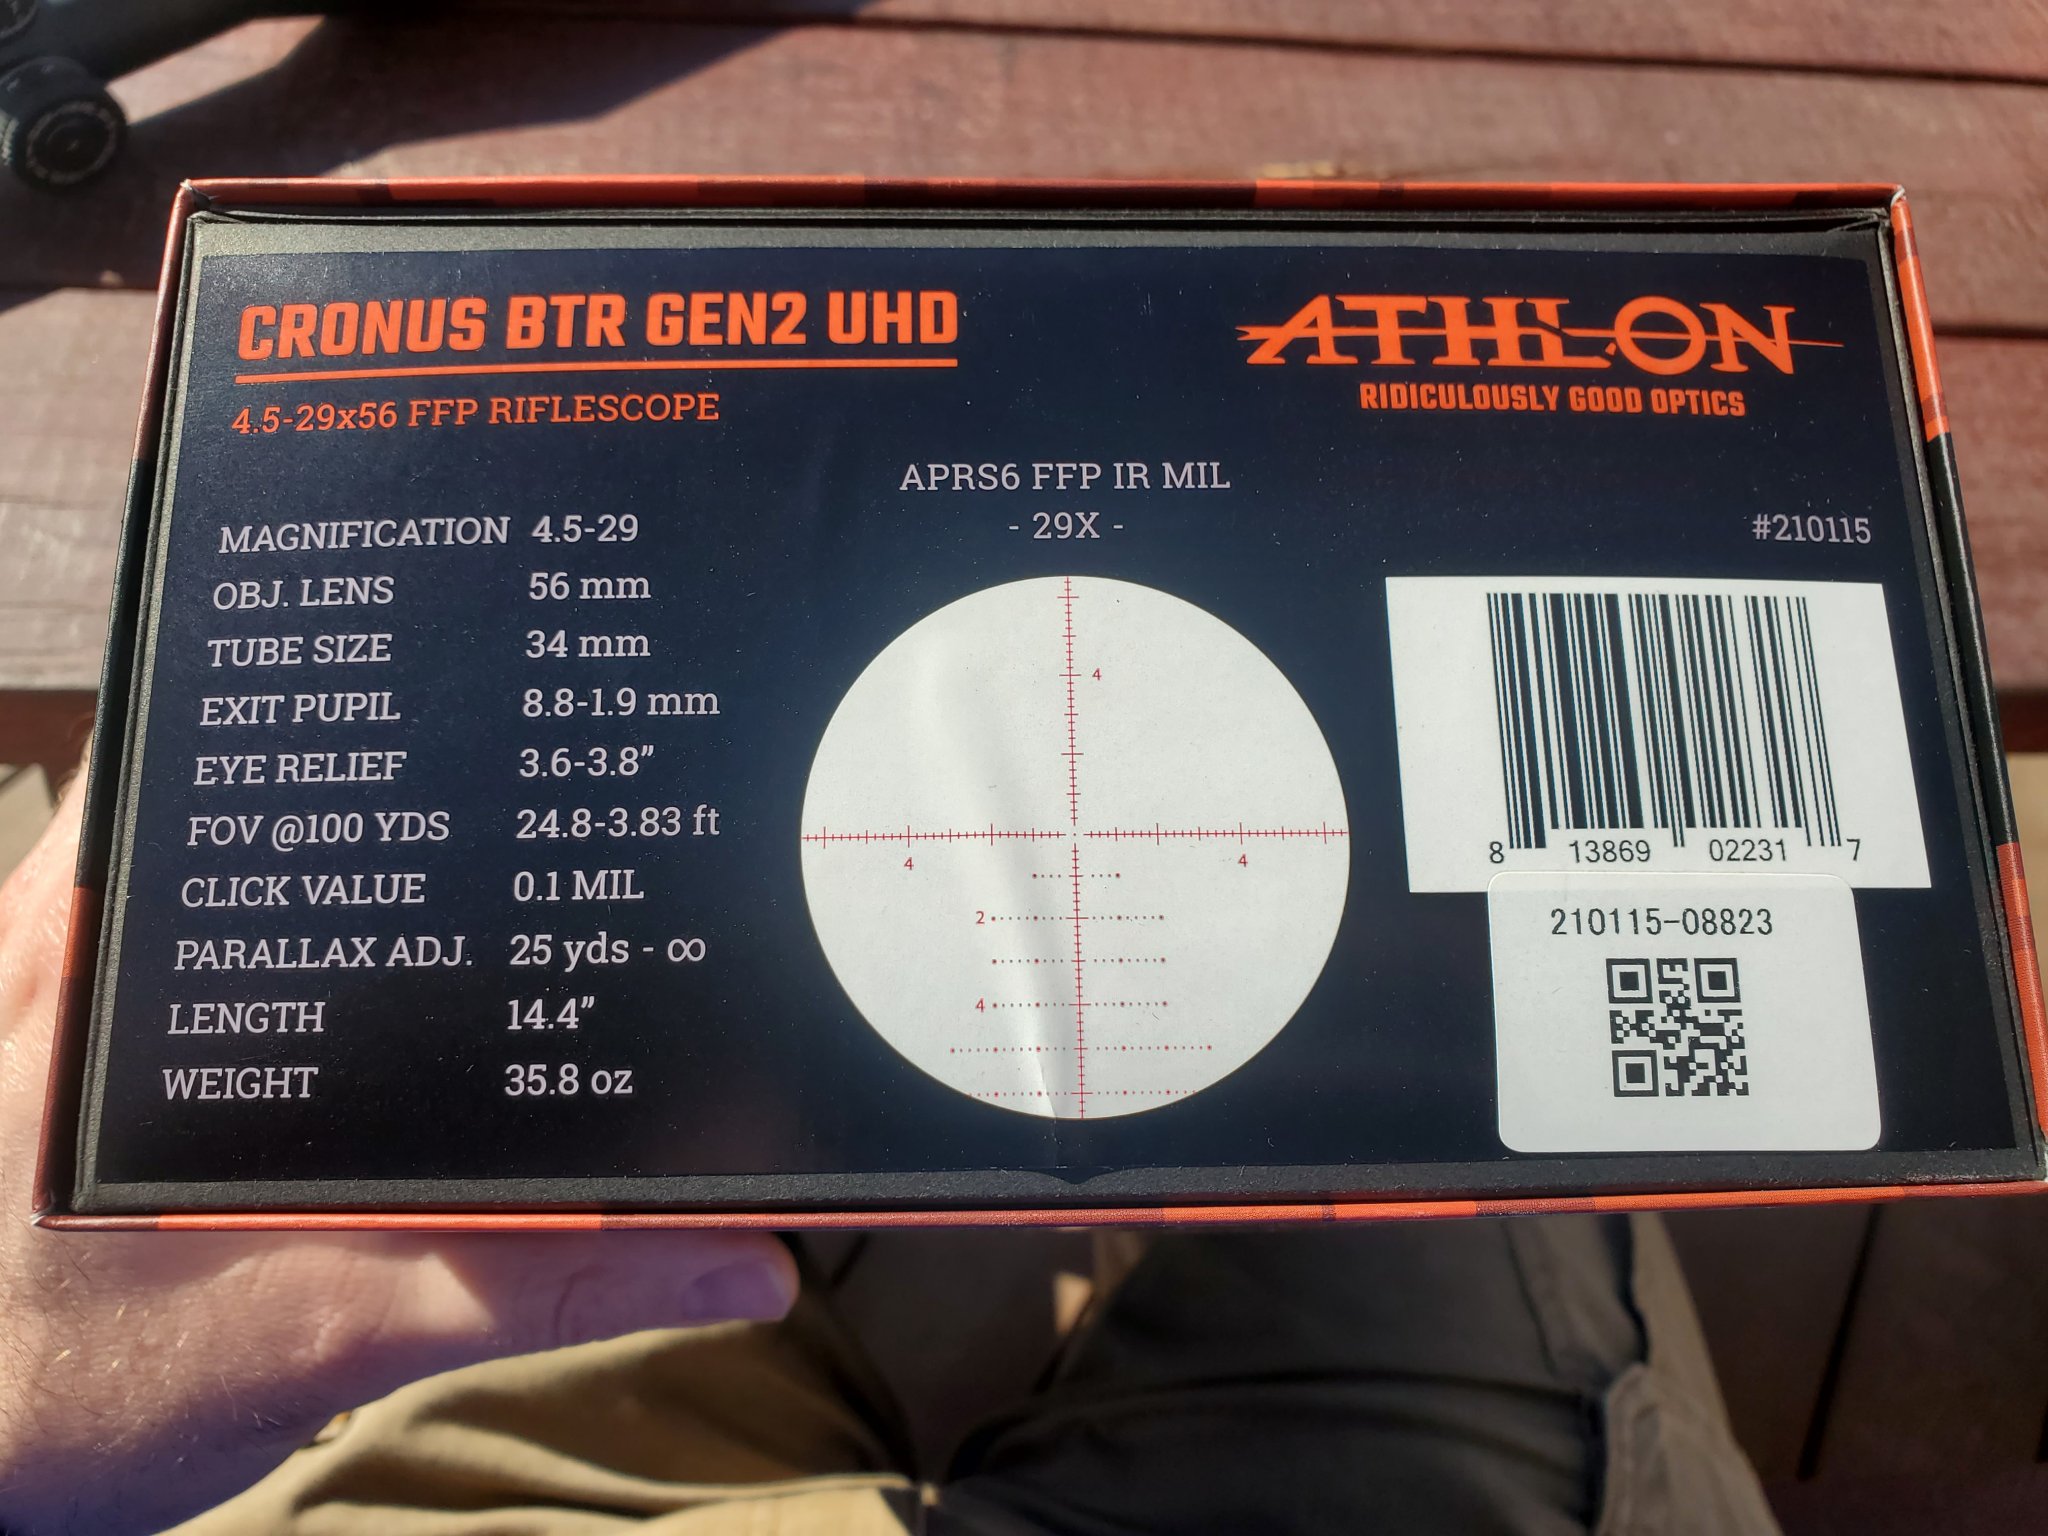 CRONUS BTR GEN2 UHD
4.5-29x56 FFP RIFLESCOPE
ATHLON
RIDICULOUSLY GOOD OPTICS
MAGNIFICATION 4.5-29
OBJ. LENS 56 mm
TUBE SIZE 34 mm
EXIT PUPIL 8.8-1.9 mm
EYE RELIEF 3.6-3.8”
FOV @100 YDS 24.8-3.83 ft
CLICK VALUE 0.1 MIL
PARALLAX ADJ. 25 yds - ∞
LENGTH 14.4”
WEIGHT 35.8 oz
APRS6 FFP IR MIL
- 29X -
4
4 4
2
4
#210115
8 13869 02231 7
210115-08823